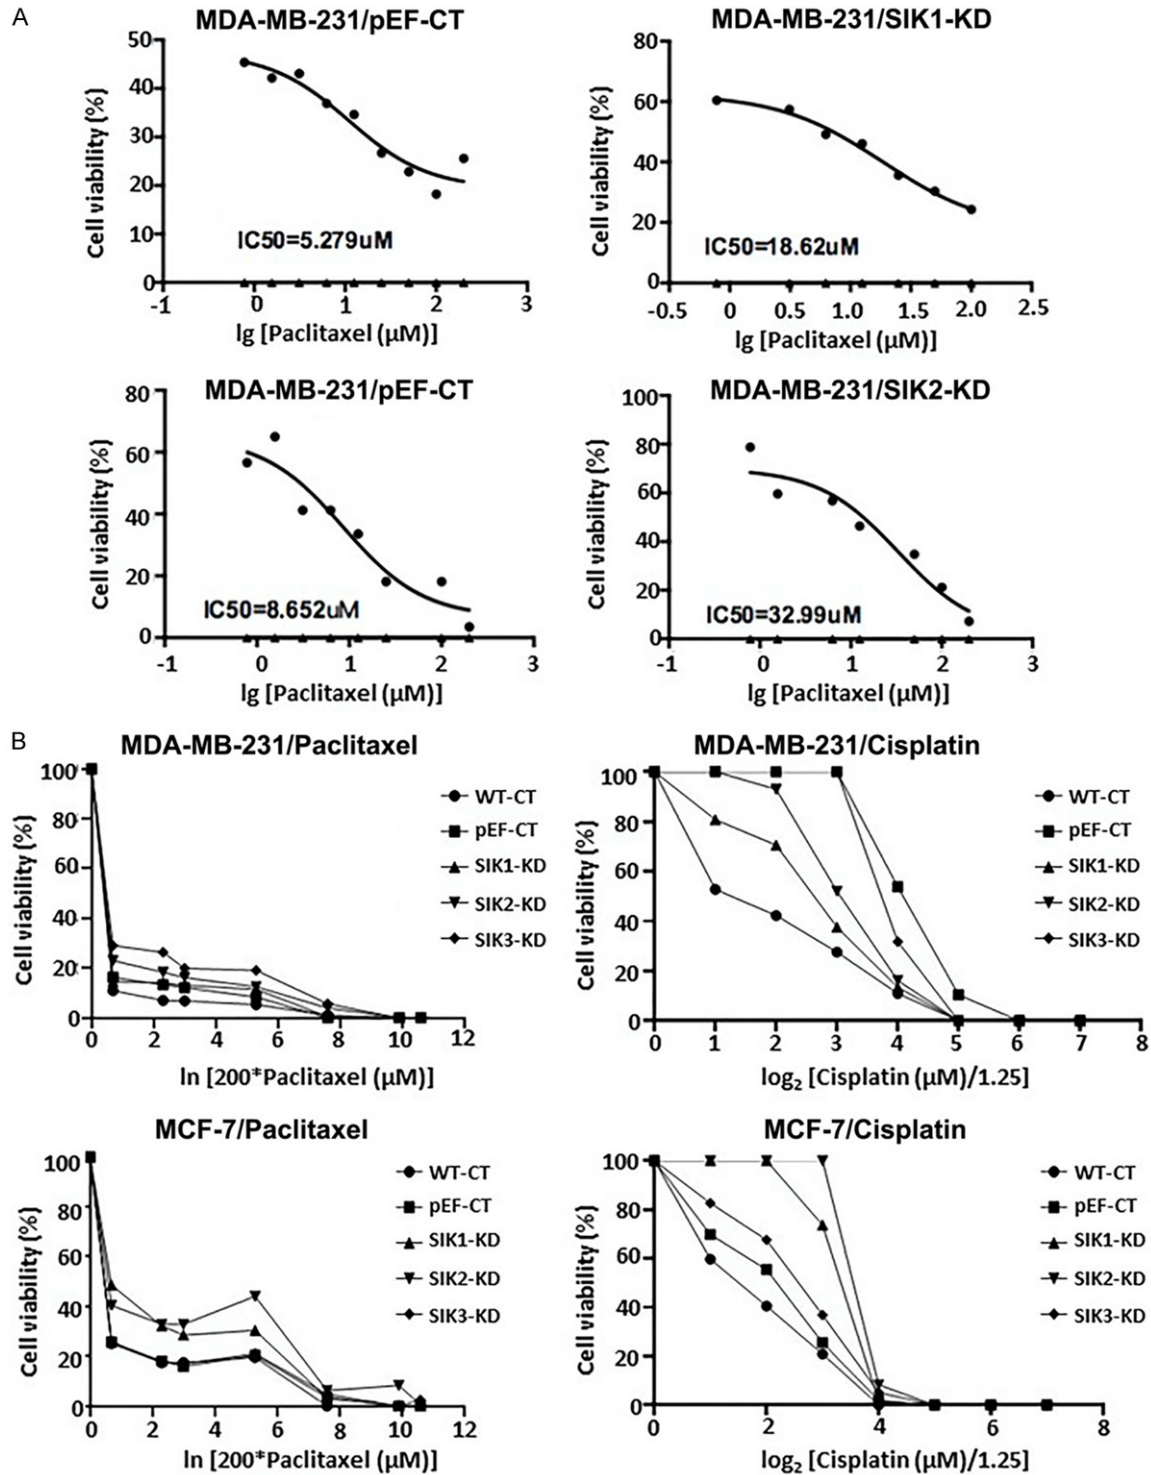 A
MDA-MB-231/pEF-CT
Cell viability (%)
50
40
30
20
10
0
IC50=5.279uM
-1 0 1 2 3
lg [Paclitaxel (μM)]
MDA-MB-231/SIK1-KD
Cell viability (%)
80
60
40
20
0
IC50=18.62uM
-0.5 0 0.5 1.0 1.5 2.0 2.5
lg [Paclitaxel (μM)]
MDA-MB-231/pEF-CT
Cell viability (%)
80
60
40
20
0
IC50=8.652uM
-1 0 1 2 3
lg [Paclitaxel (μM)]
MDA-MB-231/SIK2-KD
Cell viability (%)
100
80
60
40
20
0
IC50=32.99uM
-1 0 1 2 3
lg [Paclitaxel (μM)]
B
MDA-MB-231/Paclitaxel
Cell viability (%)
100
80
60
40
20
0
WT-CT
pEF-CT
SIK1-KD
SIK2-KD
SIK3-KD
0 2 4 6 8 10 12
ln [200*Paclitaxel (μM)]
MDA-MB-231/Cisplatin
Cell viability (%)
100
80
60
40
20
0
WT-CT
pEF-CT
SIK1-KD
SIK2-KD
SIK3-KD
0 1 2 3 4 5 6 7 8
log2 [Cisplatin (μM)/1.25]
MCF-7/Paclitaxel
Cell viability (%)
100
80
60
40
20
0
WT-CT
pEF-CT
SIK1-KD
SIK2-KD
SIK3-KD
0 2 4 6 8 10 12
ln [200*Paclitaxel (μM)]
MCF-7/Cisplatin
Cell viability (%)
100
80
60
40
20
0
WT-CT
pEF-CT
SIK1-KD
SIK2-KD
SIK3-KD
0 2 4 6 8
log2 [Cisplatin (μM)/1.25]